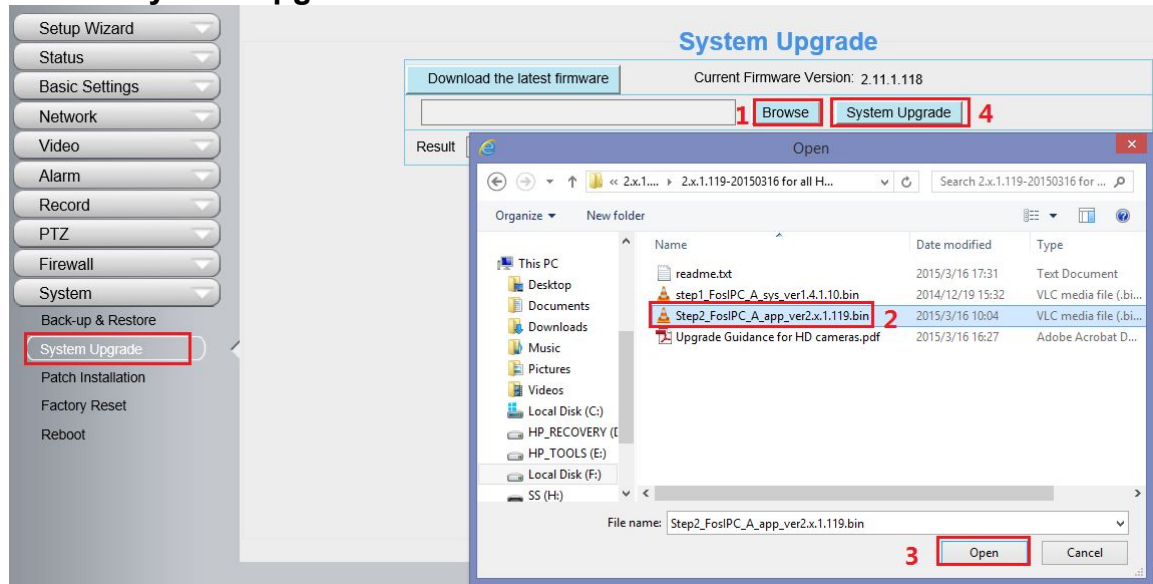 Setup Wizard
Status
Basic Settings
Network
Video
Alarm
Record
PTZ
Firewall
System
Back-up & Restore
System Upgrade
Patch Installation
Factory Reset
Reboot
System Upgrade
Download the latest firmware Current Firmware Version: 2.11.1.118
1 Browse System Upgrade 4
Result
Open
« 2.x.1.... 2.x.1.119-20150316 for all H... Search 2.x.1.119-20150316 for ...
Organize New folder
This PC
Desktop
Documents
Downloads
Music
Pictures
Videos
Local Disk (C:)
HP_RECOVERY (D
HP_TOOLS (E:)
Local Disk (F:)
SS (H:)
Name Date modified Type
readme.txt 2015/3/16 17:31 Text Document
step1_FosIPC_A_sys_ver1.4.1.10.bin 2014/12/19 15:32 VLC media file (.bi...
Step2_FosIPC_A_app_ver2.x.1.119.bin 2 2015/3/16 10:04 VLC media file (.bi...
Upgrade Guidance for HD cameras.pdf 2015/3/16 16:27 Adobe Acrobat D...
File name: Step2_FosIPC_A_app_ver2.x.1.119.bin
3 Open Cancel